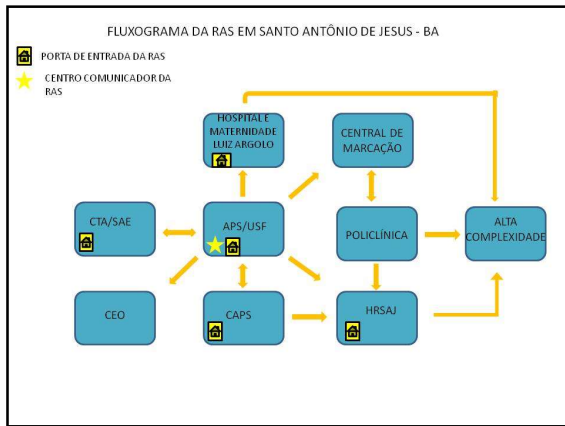 FLUXOGRAMA DA RAS EM SANTO ANTÔNIO DE JESUS - BA
PORTA DE ENTRADA DA RAS
CENTRO COMUNICADOR DA
RAS
HOSPITAL E
MATERNIDADE
LUIZ ARGOLO
CENTRAL DE
MARCAÇÃO
CTA/SAE
APS/USF
POLICLÍNICA
ALTA
COMPLEXIDADE
CEO
CAPS
HRSAJ